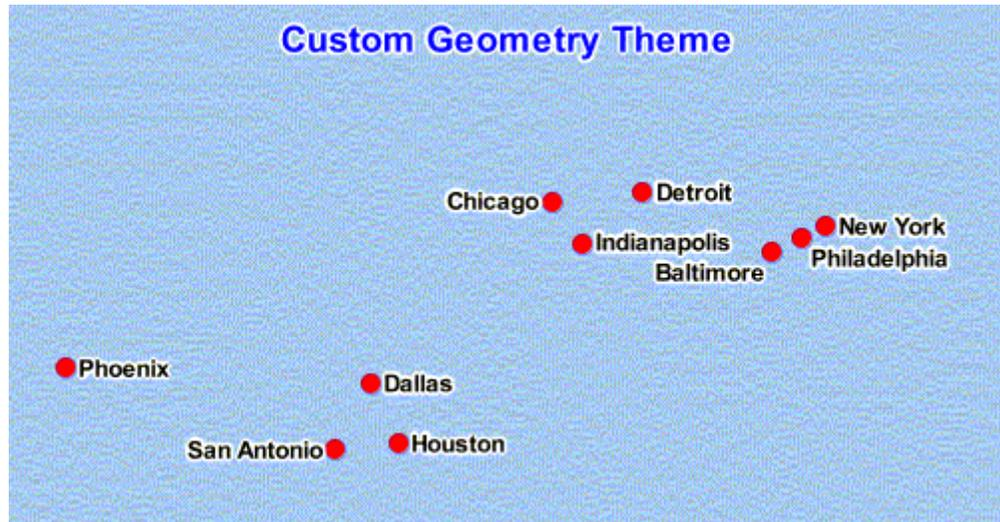 Custom Geometry Theme
Detroit
Chicago
New York
Indianapolis
Philadelphia
Baltimore
Phoenix
Dallas
Houston
San Antonio